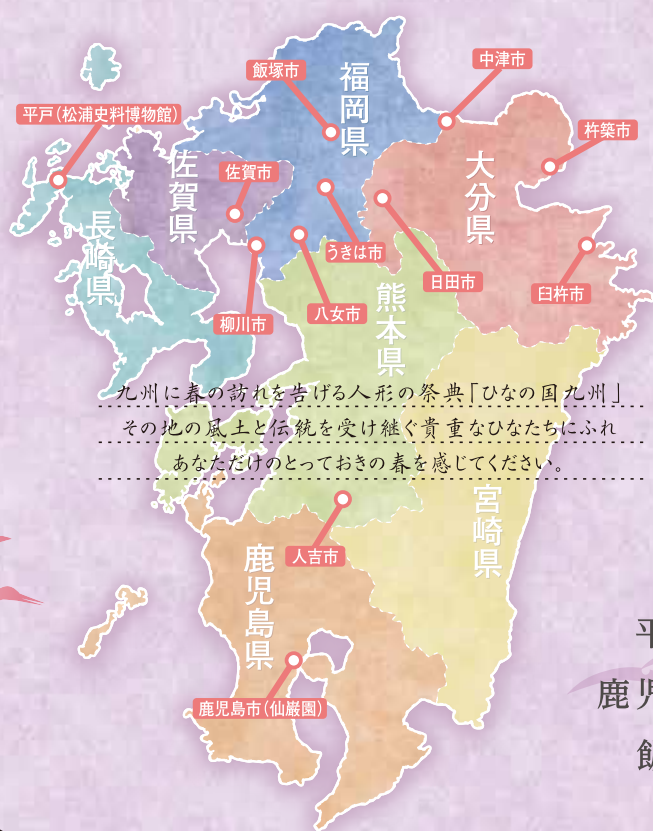 中津市
飯塚市
福岡県
平戸（松浦史料博物館）
杵築市
佐賀県
佐賀市
大分県
長崎県
うきは市
日田市
臼杵市
熊本県
八女市
柳川市
九州に春の訪れを告げる人形の祭典「ひなの国九州」
その地の風土と伝統を受け継ぐ貴重なひなたちにふれ
あなただけのとっておきの春を感じてください。
宮崎県
人吉市
鹿児島県
平
鹿児
鹿児島市（仙巌園）
飯